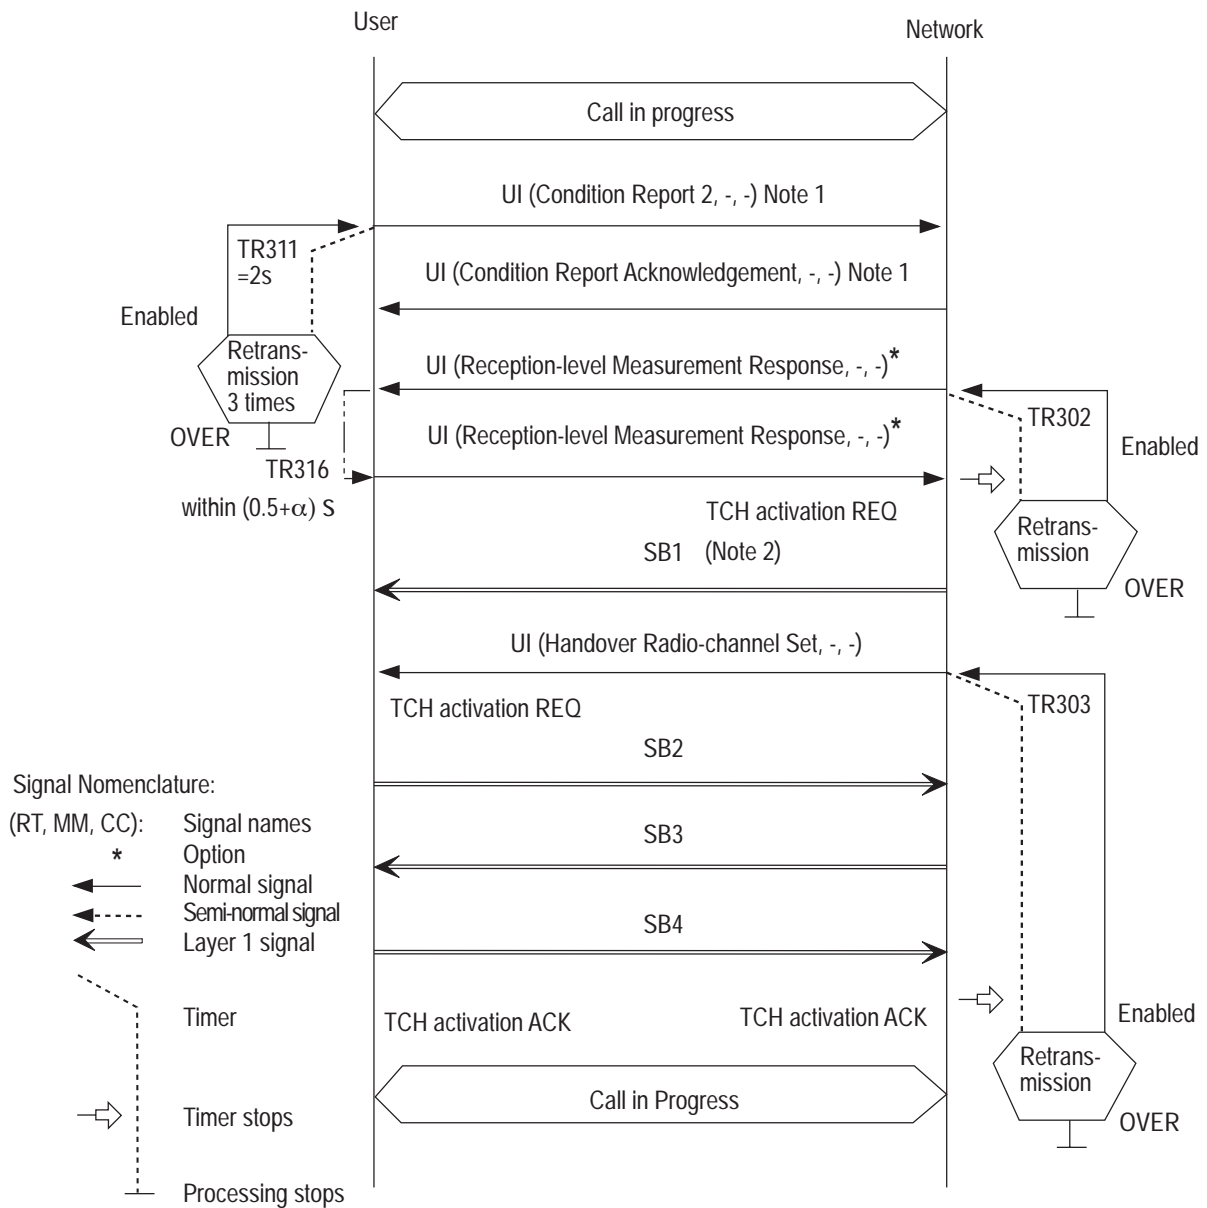 User
Network
Call in progress
UI (Condition Report 2, -, -) Note 1
TR311
=2s
UI (Condition Report Acknowledgement, -, -) Note 1
Enabled
Retrans-
mission
3 times
OVER
UI (Reception-level Measurement Response, -, -)*
TR302
Enabled
UI (Reception-level Measurement Response, -, -)*
TR316
within (0.5+α) S
TCH activation REQ
SB1 (Note 2)
Retrans-
mission
OVER
UI (Handover Radio-channel Set, -, -)
TR303
TCH activation REQ
SB2
SB3
SB4
TCH activation ACK
TCH activation ACK
Enabled
Retrans-
mission
OVER
Call in Progress
Signal Nomenclature:
(RT, MM, CC): Signal names
* Option
Normal signal
Semi-normal signal
Layer 1 signal
Timer
Timer stops
Processing stops